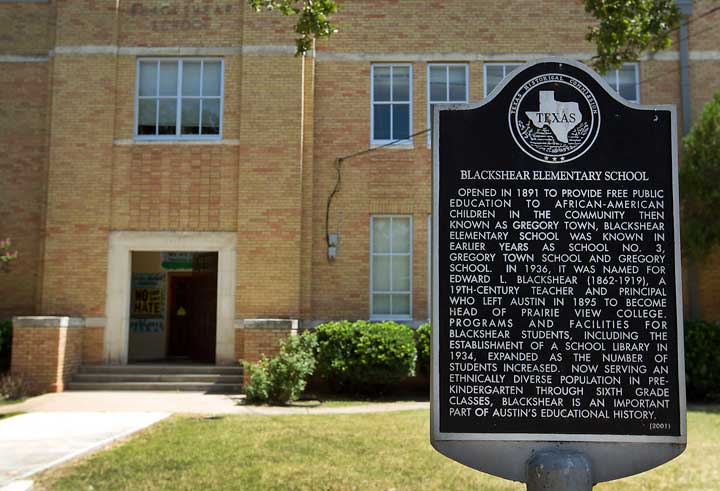 BLACKSHEAR
SCHOOL
NO
HATE
TEXAS HISTORICAL COMMISSION
TEXAS
BLACKSHEAR ELEMENTARY SCHOOL
OPENED IN 1891 TO PROVIDE FREE PUBLIC
EDUCATION TO AFRICAN-AMERICAN
CHILDREN IN THE COMMUNITY THEN
KNOWN AS GREGORY TOWN, BLACKSHEAR
ELEMENTARY SCHOOL WAS KNOWN IN
EARLIER YEARS AS SCHOOL NO. 3,
GREGORY TOWN SCHOOL AND GREGORY
SCHOOL. IN 1936, IT WAS NAMED FOR
EDWARD L. BLACKSHEAR (1862-1919), A
19TH-CENTURY TEACHER AND PRINCIPAL
WHO LEFT AUSTIN IN 1895 TO BECOME
HEAD OF PRAIRIE VIEW COLLEGE.
PROGRAMS AND FACILITIES FOR
BLACKSHEAR STUDENTS, INCLUDING THE
ESTABLISHMENT OF A SCHOOL LIBRARY IN
1934, EXPANDED AS THE NUMBER OF
STUDENTS INCREASED. NOW SERVING AN
ETHNICALLY DIVERSE POPULATION IN PRE-
KINDERGARTEN THROUGH SIXTH GRADE
CLASSES, BLACKSHEAR IS AN IMPORTANT
PART OF AUSTIN'S EDUCATIONAL HISTORY.
(2001)